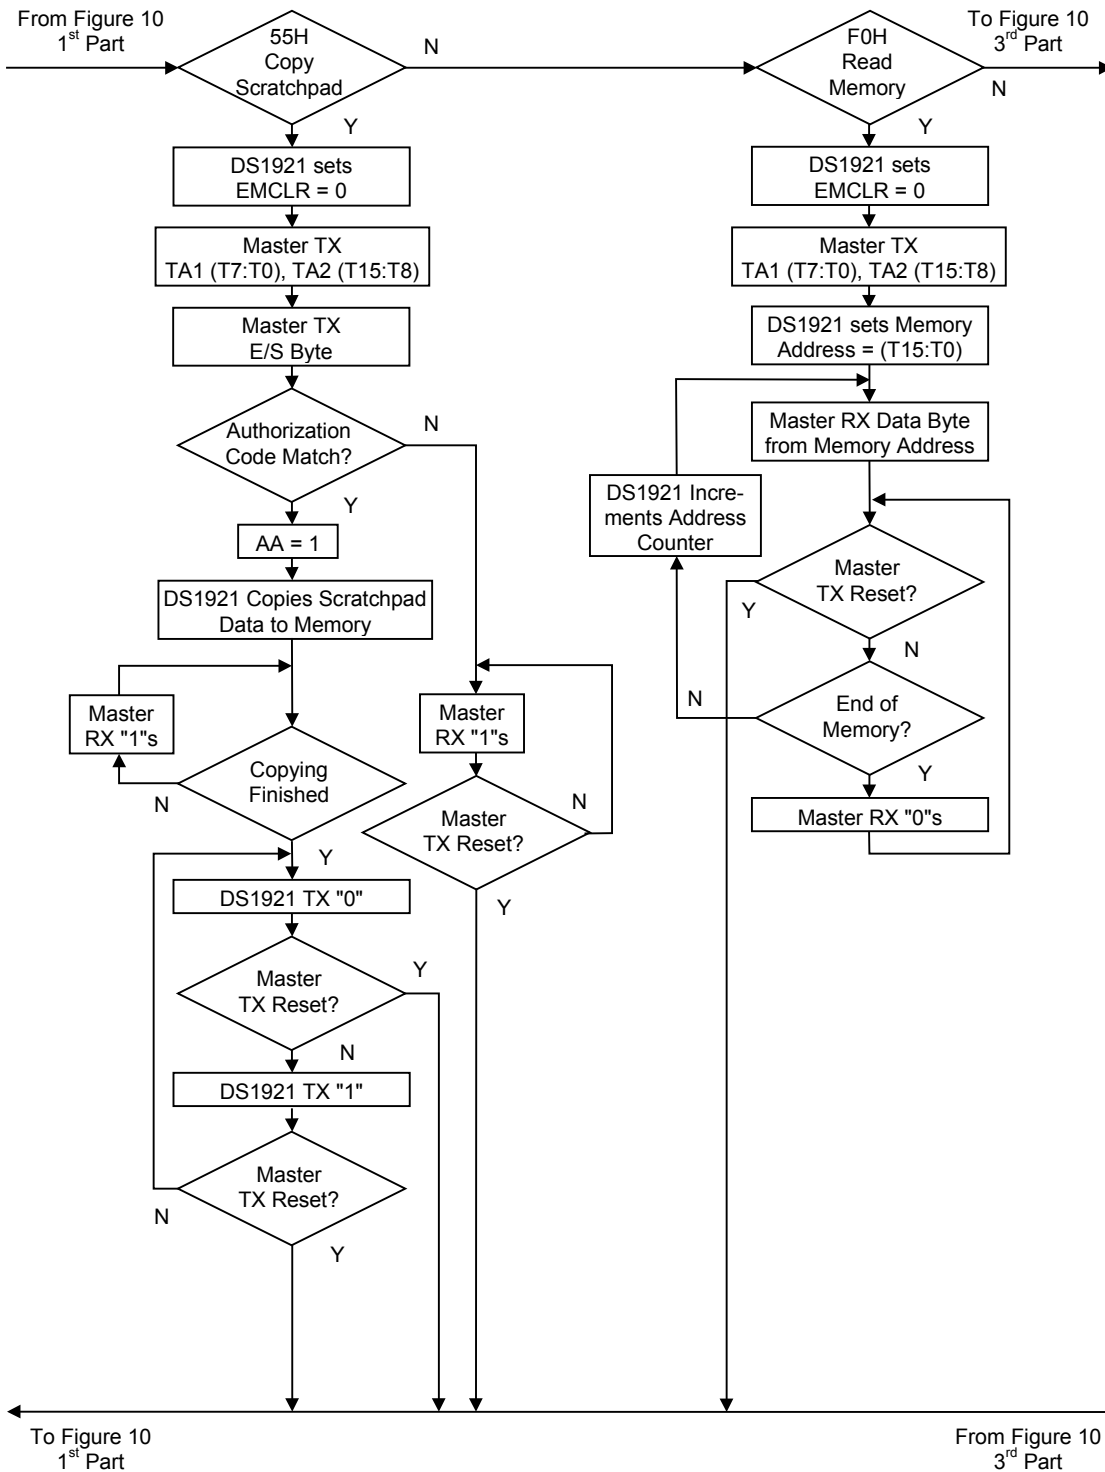 From Figure 10
1st Part
55H
Copy
Scratchpad
N
Y
DS1921 sets
EMCLR = 0
Master TX
TA1 (T7:T0), TA2 (T15:T8)
Master TX
E/S Byte
Authorization
Code Match?
N
Y
AA = 1
DS1921 Copies Scratchpad
Data to Memory
Master
RX "1"s
Copying
Finished
N
Y
DS1921 TX "0"
Master
TX Reset?
Y
N
DS1921 TX "1"
Master
TX Reset?
N
Y
Master
RX "1"s
Master
TX Reset?
N
Y
F0H
Read
Memory
To Figure 10
3rd Part
N
Y
DS1921 sets
EMCLR = 0
Master TX
TA1 (T7:T0), TA2 (T15:T8)
DS1921 sets Memory
Address = (T15:T0)
Master RX Data Byte
from Memory Address
DS1921 Incre-
ments Address
Counter
Master
TX Reset?
Y
N
End of
Memory?
N
Y
Master RX "0"s
To Figure 10
1st Part
From Figure 10
3rd Part